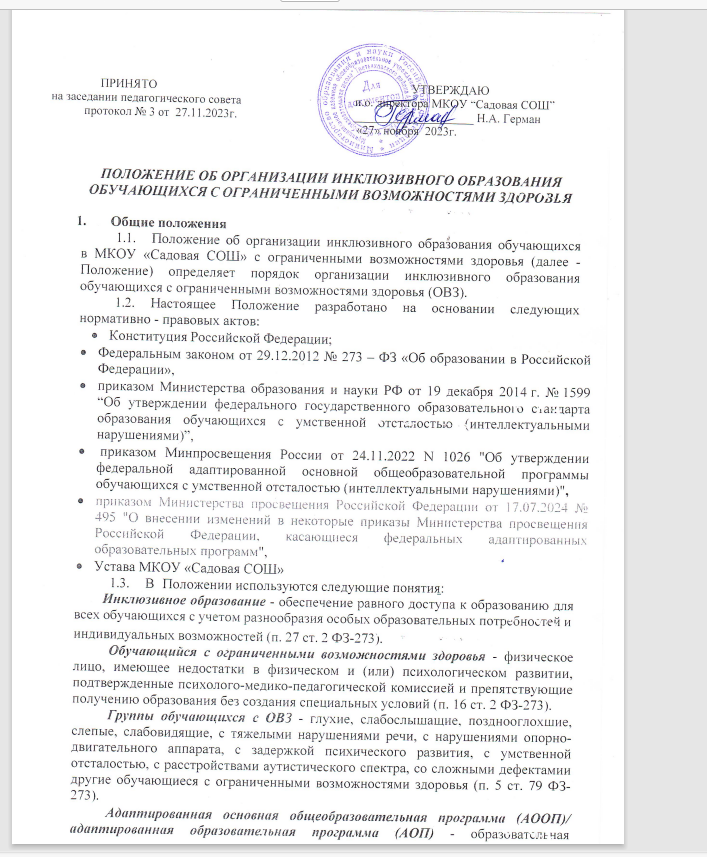 ПРИНЯТО
на заседании педагогического совета
протокол № 3 от 27.11.2023г.
УТВЕРЖДАЮ
и.о. директора МКОУ “Садовая СОШ”
Н.А. Герман
«27» ноября 2023г.
Для
документов
ПОЛОЖЕНИЕ ОБ ОРГАНИЗАЦИИ ИНКЛЮЗИВНОГО ОБРАЗОВАНИЯ
ОБУЧАЮЩИХСЯ С ОГРАНИЧЕННЫМИ ВОЗМОЖНОСТЯМИ ЗДОРОВЬЯ
1. Общие положения
1.1. Положение об организации инклюзивного образования обучающихся
в МКОУ «Садовая СОШ» с ограниченными возможностями здоровья (далее -
Положение) определяет порядок организации инклюзивного образования
обучающихся с ограниченными возможностями здоровья (ОВЗ).
1.2. Настоящее Положение разработано на основании следующих
нормативно - правовых актов:
• Конституция Российской Федерации;
• Федеральным законом от 29.12.2012 № 273 – ФЗ «Об образовании в Российской
Федерации»,
• приказом Министерства образования и науки РФ от 19 декабря 2014 г. № 1599
“Об утверждении федерального государственного образовательного стандарта
образования обучающихся с умственной отсталостью (интеллектуальными
нарушениями)”,
• приказом Минпросвещения России от 24.11.2022 N 1026 "Об утверждении
федеральной адаптированной основной общеобразовательной программы
обучающихся с умственной отсталостью (интеллектуальными нарушениями)",
• приказом Министерства просвещения Российской Федерации от 17.07.2024 №
495 "О внесении изменений в некоторые приказы Министерства просвещения
Российской Федерации, касающиеся федеральных адаптированных
образовательных программ",
• Устава МКОУ «Садовая СОШ»
1.3. В Положении используются следующие понятия:
Инклюзивное образование - обеспечение равного доступа к образованию для
всех обучающихся с учетом разнообразия особых образовательных потребностей и
индивидуальных возможностей (п. 27 ст. 2 ФЗ-273).
Обучающийся с ограниченными возможностями здоровья - физическое
лицо, имеющее недостатки в физическом и (или) психологическом развитии,
подтвержденные психолого-медико-педагогической комиссией и препятствующие
получению образования без создания специальных условий (п. 16 ст. 2 ФЗ-273).
Группы обучающихся с ОВЗ - глухие, слабослышащие, позднооглохшие,
слепые, слабовидящие, с тяжелыми нарушениями речи, с нарушениями опорно-
двигательного аппарата, с задержкой психического развития, с умственной
отсталостью, с расстройствами аутистического спектра, со сложными дефектами
другие обучающиеся с ограниченными возможностями здоровья (п. 5 ст. 79 ФЗ-
273).
Адаптированная основная общеобразовательная программа (АООП)/
адаптированная образовательная программа (АОП) - образовательная